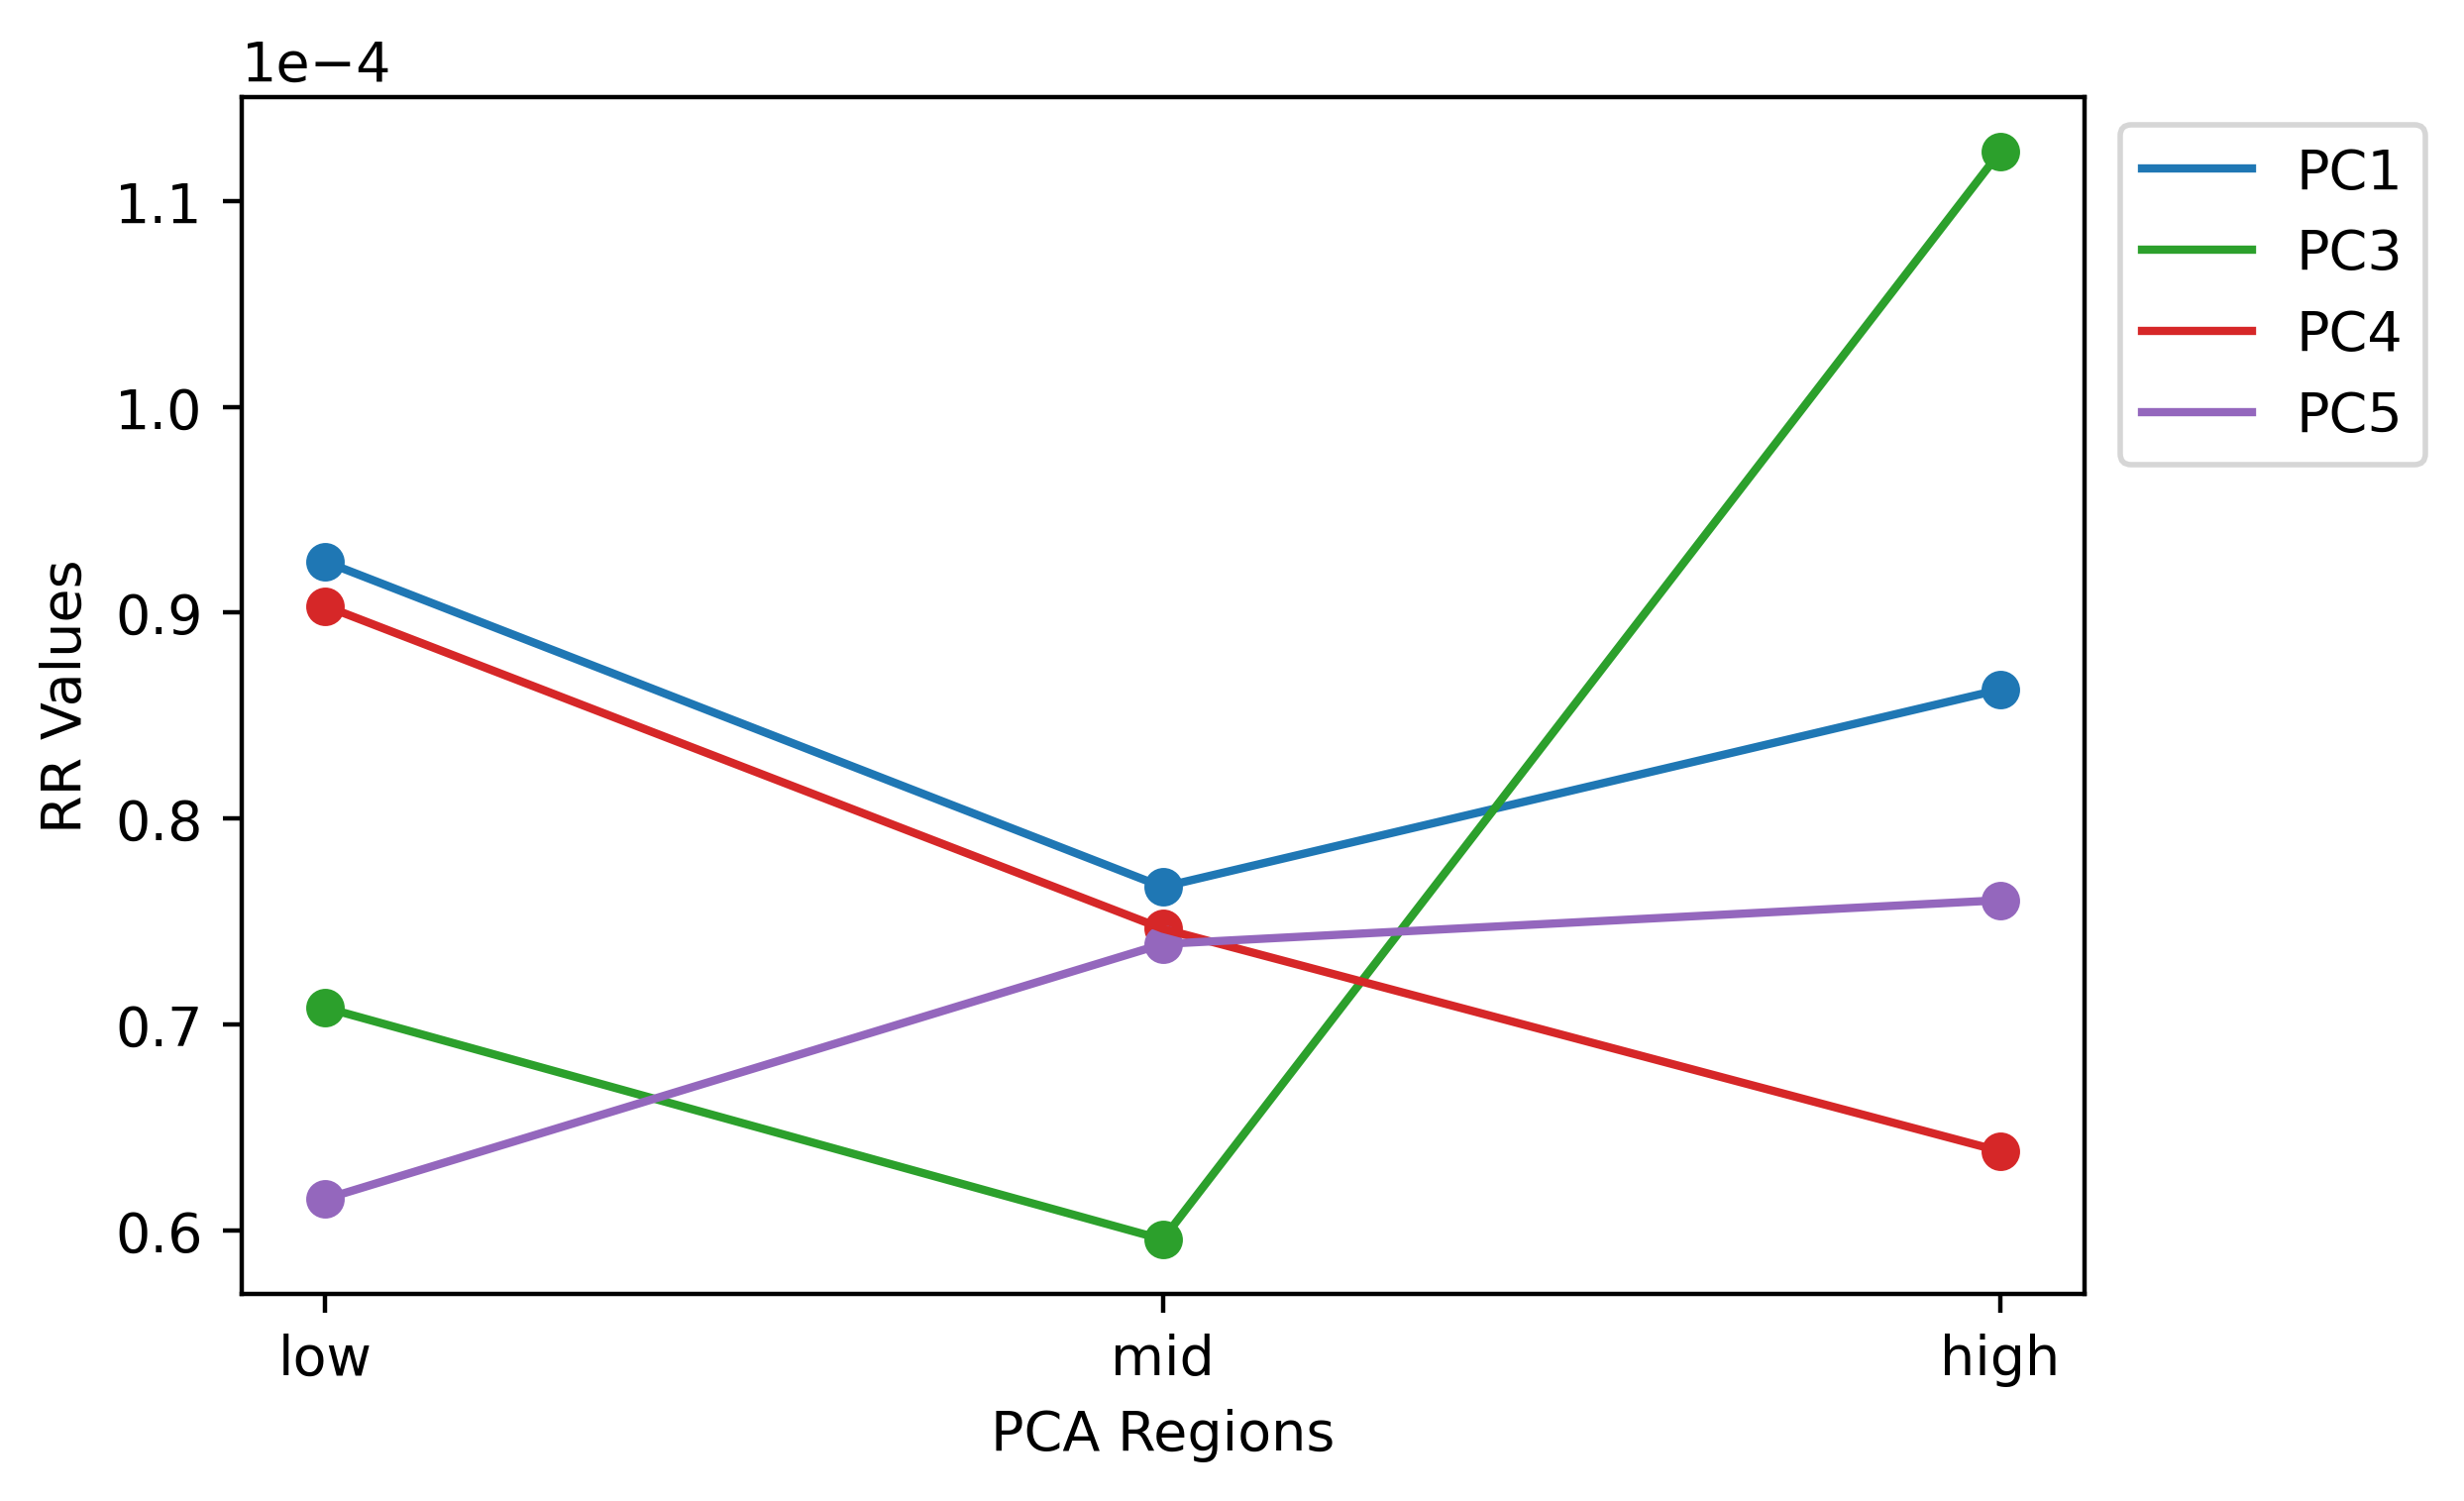 1e−4
1.1
1.0
0.9
0.8
0.7
0.6
RR Values
low
mid
high
PCA Regions
PC1
PC3
PC4
PC5